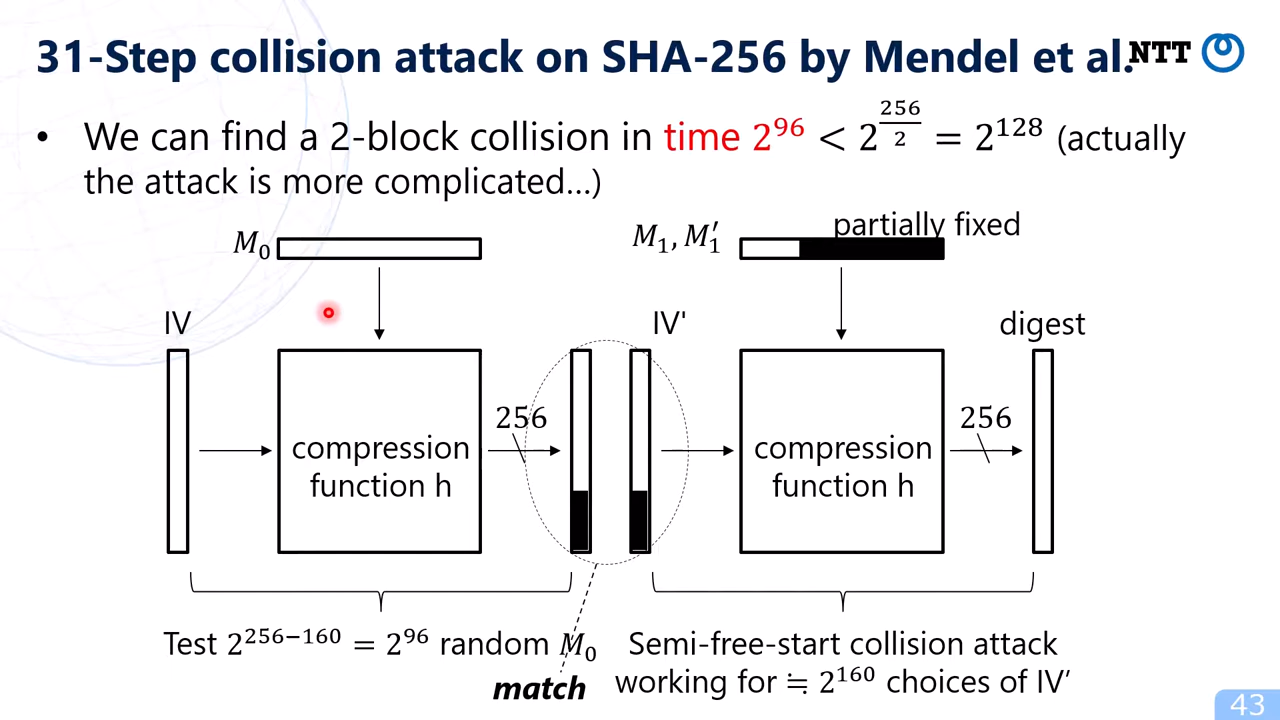 31-Step collision attack on SHA-256 by Mendel et al.
NTT
• We can find a 2-block collision in time 2^96 < 2^(256/2) = 2^128 (actually
the attack is more complicated...)
M_0
M_1, M_1′
partially fixed
IV
IV'
digest
256
256
compression
function h
compression
function h
Test 2^(256−160) = 2^96 random M_0
match
Semi-free-start collision attack
working for ≒ 2^160 choices of IV′
43